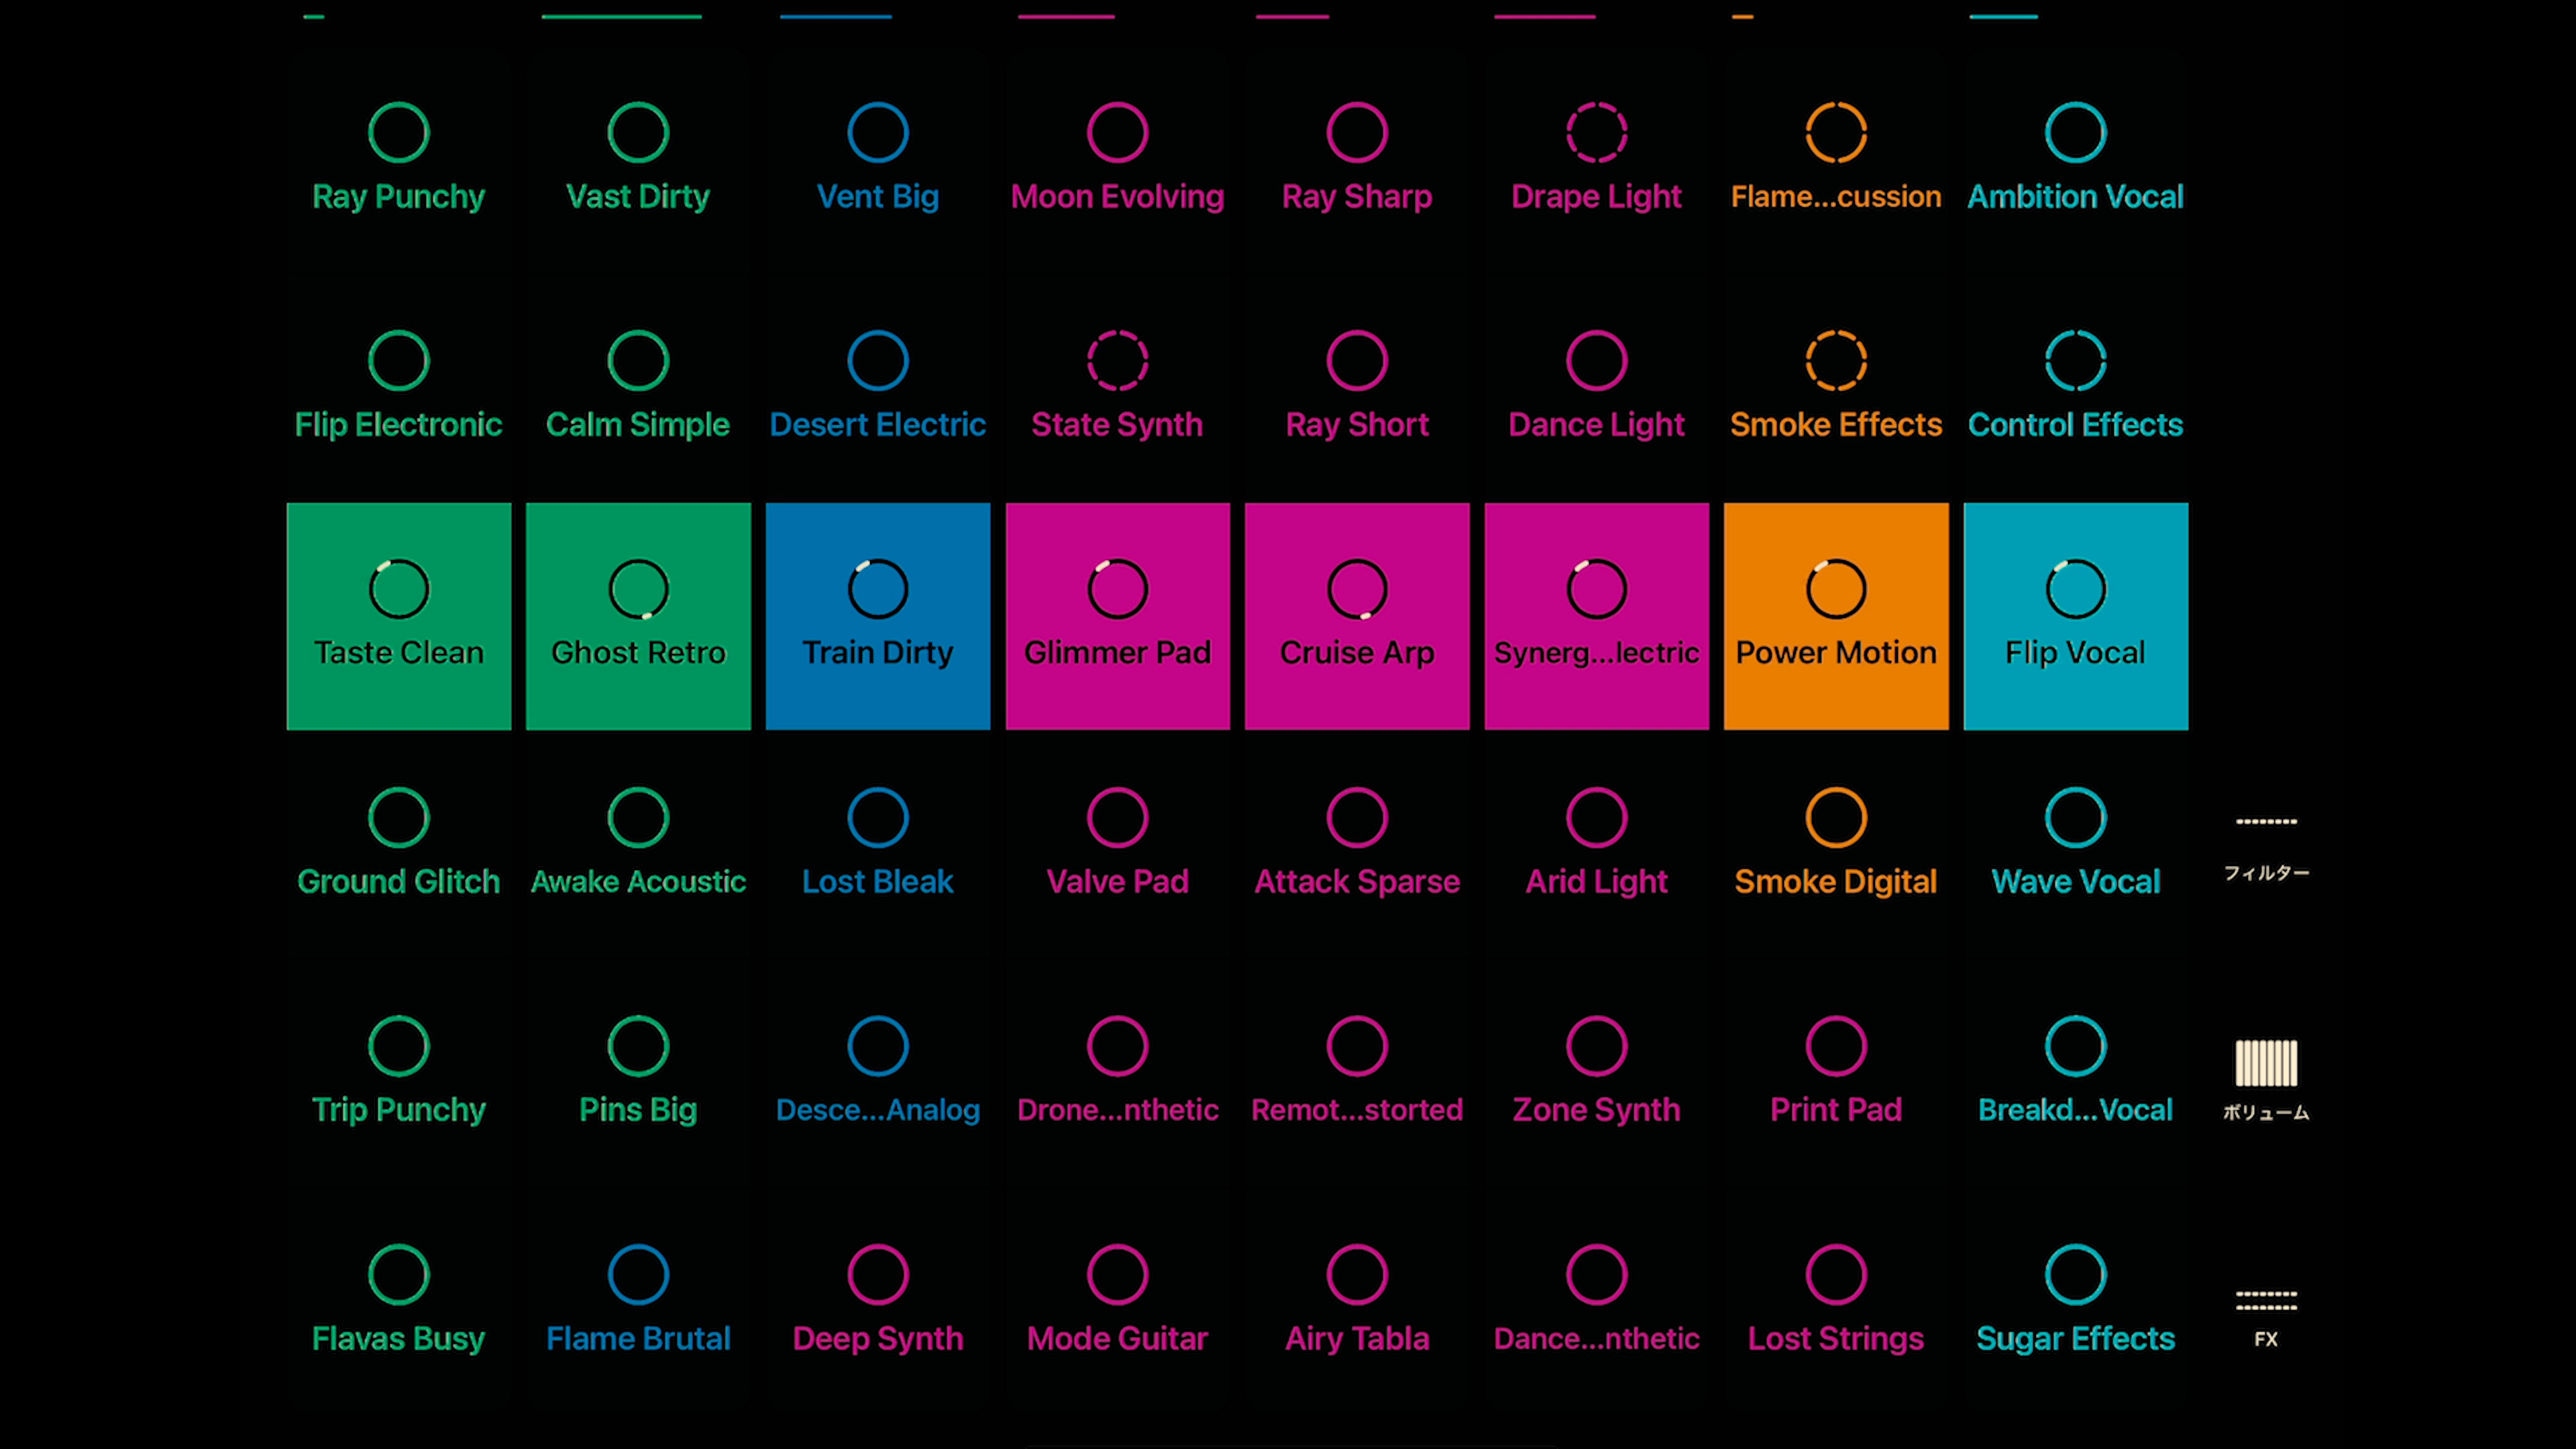 Ray Punchy
Vast Dirty
Vent Big
Moon Evolving
Ray Sharp
Drape Light
Flame...cussion
Ambition Vocal
Flip Electronic
Calm Simple
Desert Electric
State Synth
Ray Short
Dance Light
Smoke Effects
Control Effects
Taste Clean
Ghost Retro
Train Dirty
Glimmer Pad
Cruise Arp
Synerg...lectric
Power Motion
Flip Vocal
Ground Glitch
Awake Acoustic
Lost Bleak
Valve Pad
Attack Sparse
Arid Light
Smoke Digital
Wave Vocal
フィルター
Trip Punchy
Pins Big
Desce...Analog
Drone...nthetic
Remot...storted
Zone Synth
Print Pad
Breakd...Vocal
ボリューム
Flavas Busy
Flame Brutal
Deep Synth
Mode Guitar
Airy Tabla
Dance...nthetic
Lost Strings
Sugar Effects
FX